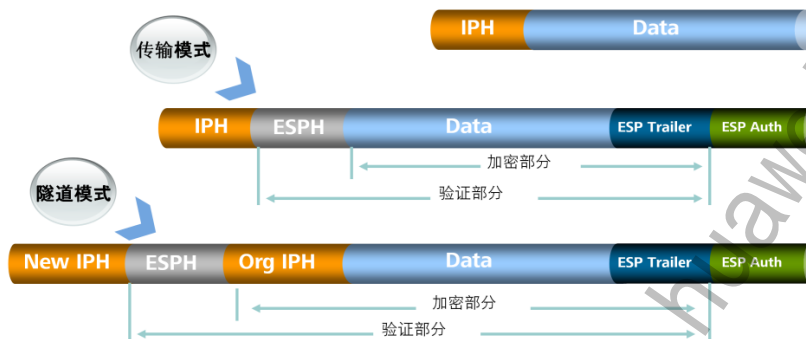 IPH Data
传输模式
IPH ESPH Data ESP Trailer ESP Auth
加密部分
验证部分
隧道模式
New IPH ESPH Org IPH Data ESP Trailer ESP Auth
加密部分
验证部分
huaw